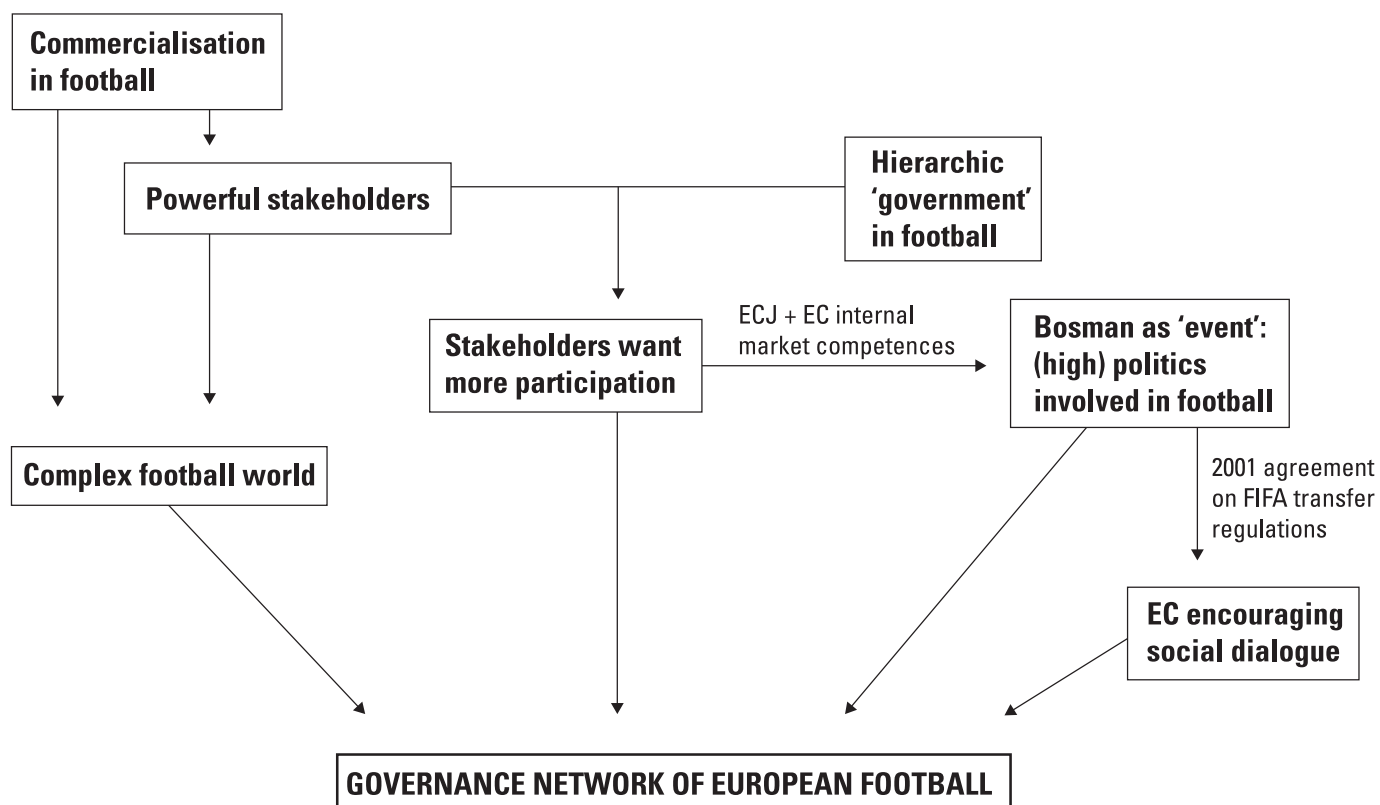 Commercialisation
in football
Powerful stakeholders
Hierarchic
‘government’
in football
Stakeholders want
more participation
ECJ + EC internal
market competences
Bosman as ‘event’:
(high) politics
involved in football
Complex football world
2001 agreement
on FIFA transfer
regulations
EC encouraging
social dialogue
GOVERNANCE NETWORK OF EUROPEAN FOOTBALL